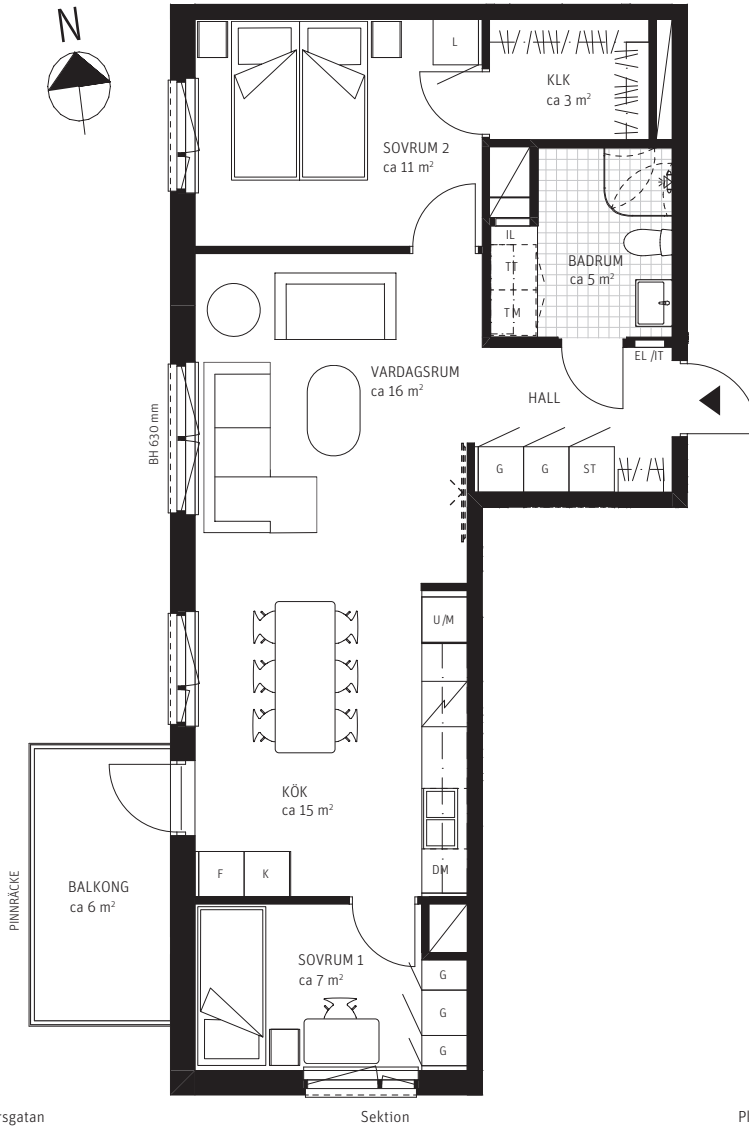 N
L
KLK
ca 3 m²
SOVRUM 2
ca 11 m²
IL
TT
TM
BADRUM
ca 5 m²
EL /IT
VARDAGSRUM
ca 16 m²
HALL
BH 630 mm
G
G
ST
U/M
KÖK
ca 15 m²
DM
F
K
BALKONG
ca 6 m²
PINNRÄCKE
SOVRUM 1
ca 7 m²
G
G
G
rsgatan
Sektion